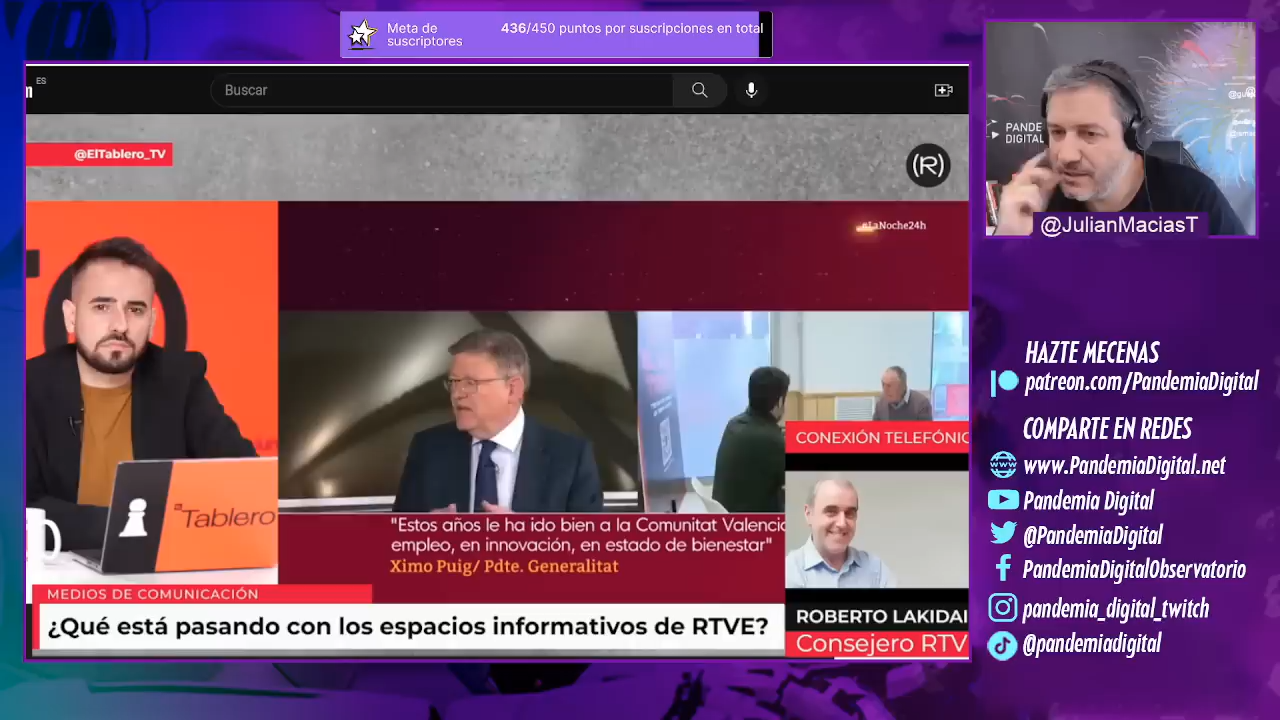 Meta de
suscriptores
436/450 puntos por suscripciones en total
ES
Buscar
@ElTablero_TV
(R)
#LaNoche24h
PANDE
DIGITAL
@JulianMaciasT
Tablero
CONEXIÓN TELEFÓNIC
"Estos años le ha ido bien a la Comunitat Valencia
empleo, en innovación, en estado de bienestar"
Ximo Puig/ Pdte. Generalitat
MEDIOS DE COMUNICACIÓN
¿Qué está pasando con los espacios informativos de RTVE?
ROBERTO LAKIDAI
Consejero RTV
HAZTE MECENAS
patreon.com/PandemiaDigital
COMPARTE EN REDES
www.PandemiaDigital.net
Pandemia Digital
@PandemiaDigital
PandemiaDigitalObservatorio
pandemia_digital_twitch
@pandemiadigital